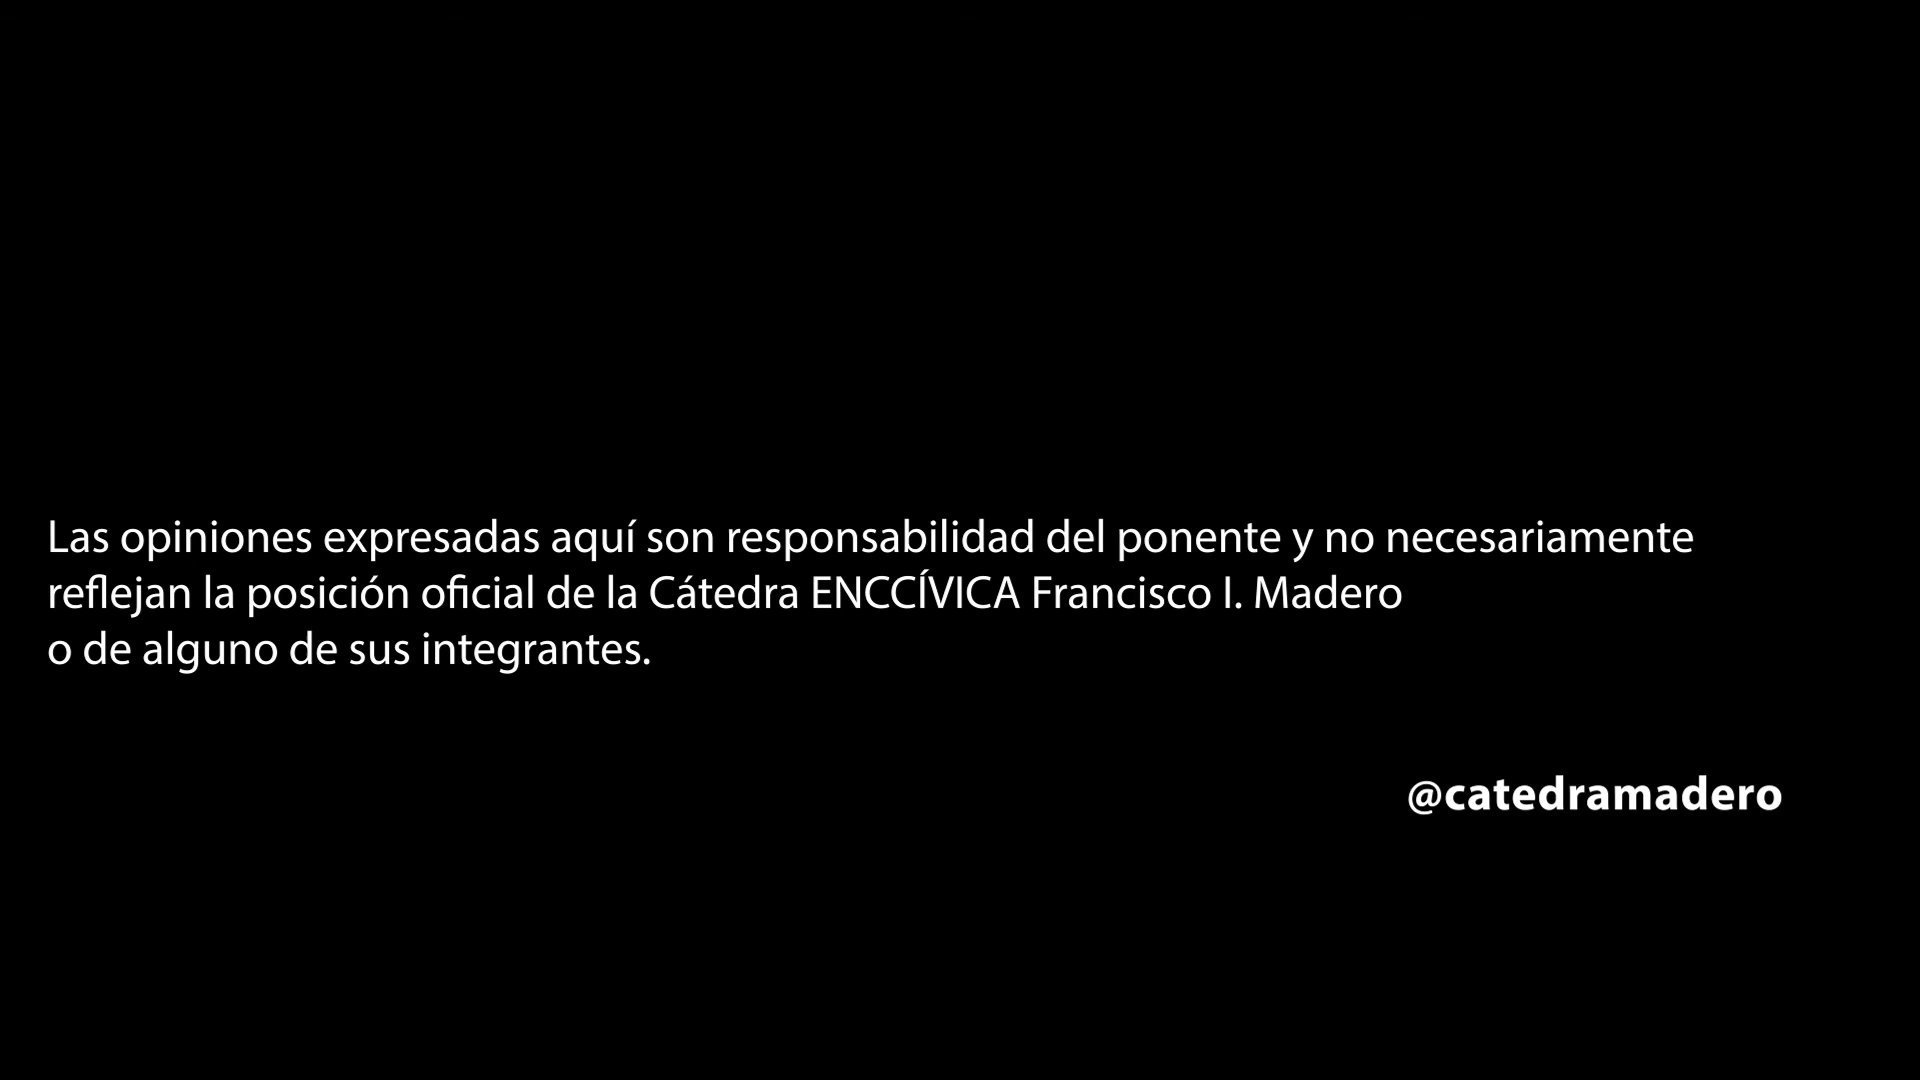 Las opiniones expresadas aquí son responsabilidad del ponente y no necesariamente
reflejan la posición oficial de la Cátedra ENCCÍVICA Francisco I. Madero
o de alguno de sus integrantes.
@catedramadero